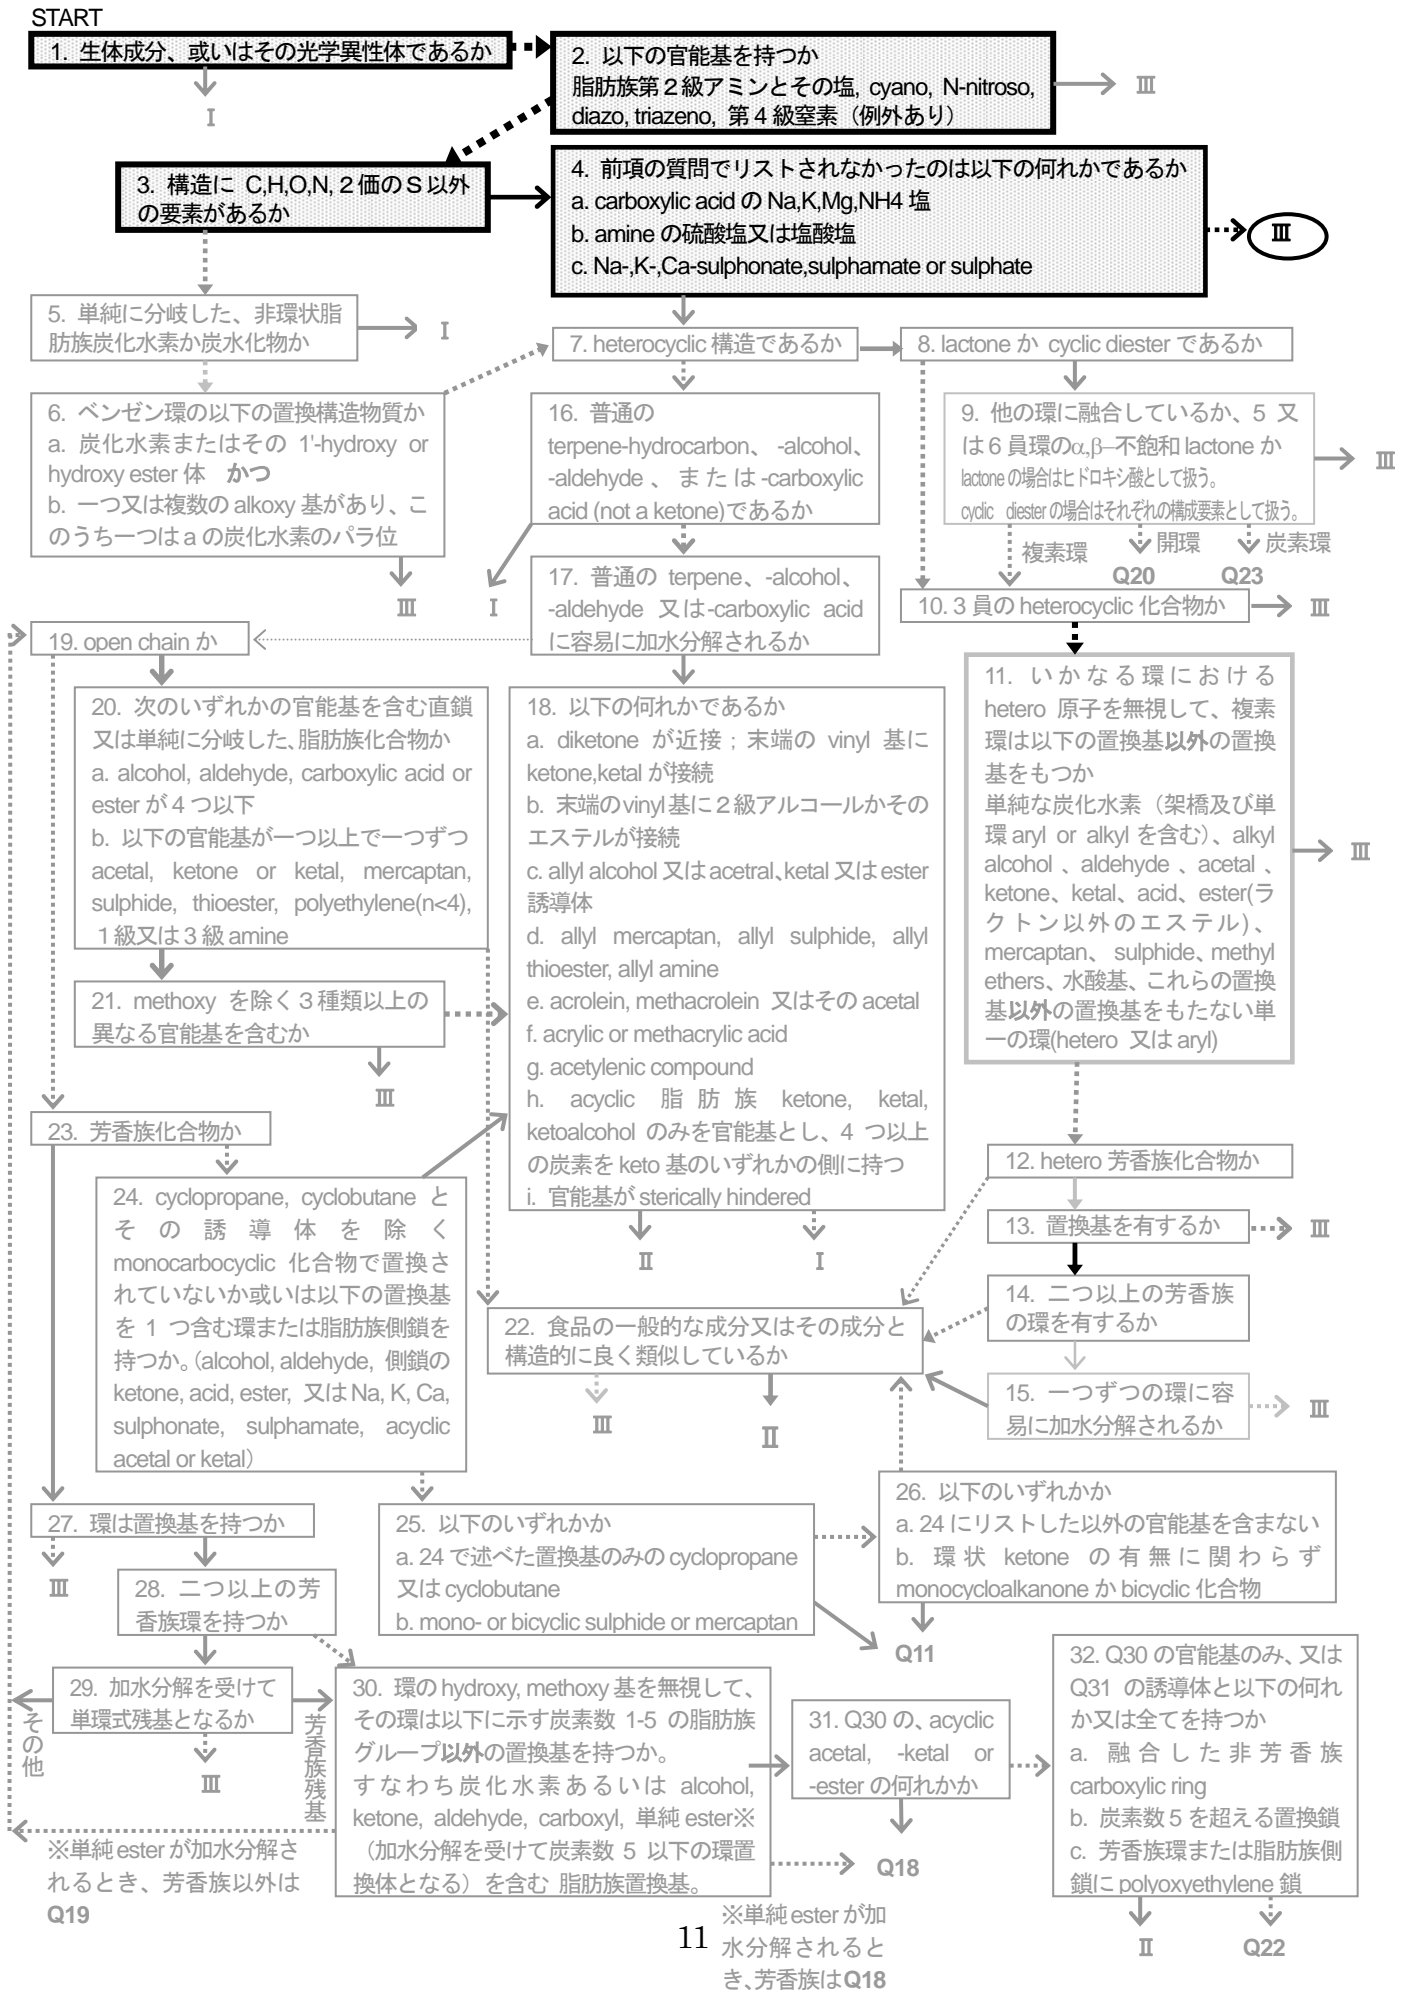 START
1. 生体成分、或いはその光学異性体であるか
I
2. 以下の官能基を持つか
脂肪族第２級アミンとその塩, cyano, N-nitroso,
diazo, triazeno, 第４級窒素（例外あり）
Ⅲ
3. 構造に C,H,O,N,２価のＳ以外
の要素があるか
4. 前項の質問でリストされなかったのは以下の何れかであるか
a. carboxylic acid の Na,K,Mg,NH4 塩
b. amine の硫酸塩又は塩酸塩
c. Na-,K-,Ca-sulphonate,sulphamate or sulphate
Ⅲ
5. 単純に分岐した、非環状脂
肪族炭化水素か炭水化物か
I
7. heterocyclic 構造であるか
8. lactone か cyclic diester であるか
6. ベンゼン環の以下の置換構造物質か
a. 炭化水素またはその 1'-hydroxy or
hydroxy ester 体　かつ
b. 一つ又は複数の alkoxy 基があり、こ
のうち一つは a の炭化水素のパラ位
Ⅲ
16. 普通の
terpene-hydrocarbon、-alcohol、
-aldehyde 、または-carboxylic
acid (not a ketone)であるか
I
9. 他の環に融合しているか、５ 又
は６員環のα,β–不飽和 lactone か
lactone の場合はヒドロキシ酸として扱う。
cyclic　diester の場合はそれぞれの構成要素として扱う。
Ⅲ
複素環
開環
炭素環
Q20
Q23
17. 普通の terpene、-alcohol、
-aldehyde 又は-carboxylic acid
に容易に加水分解されるか
10. 3 員の heterocyclic 化合物か
Ⅲ
19. open chain か
20. 次のいずれかの官能基を含む直鎖
又は単純に分岐した、脂肪族化合物か
a. alcohol, aldehyde, carboxylic acid or
ester が 4 つ以下
b. 以下の官能基が一つ以上で一つずつ
acetal, ketone or ketal, mercaptan,
sulphide, thioester, polyethylene(n<4),
１級又は３級 amine
21. methoxy を除く３種類以上の
異なる官能基を含むか
Ⅲ
18. 以下の何れかであるか
a. diketone が近接；末端の vinyl 基に
ketone,ketal が接続
b. 末端の vinyl 基に２級アルコールかその
エステルが接続
c. allyl alcohol 又は acetral、ketal 又は ester
誘導体
d. allyl mercaptan, allyl sulphide, allyl
thioester, allyl amine
e. acrolein, methacrolein 又はその acetal
f. acrylic or methacrylic acid
g. acetylenic compound
h. acyclic 脂肪族 ketone, ketal,
ketoalcohol のみを官能基とし、4 つ以上
の炭素を keto 基のいずれかの側に持つ
i. 官能基が sterically hindered
Ⅱ
I
11. いかなる環における
hetero 原子を無視して、複素
環は以下の置換基以外の置換
基をもつか
単純な炭化水素（架橋及び単
環 aryl or alkyl を含む）、alkyl
alcohol 、aldehyde 、acetal 、
ketone、ketal、acid、ester(ラ
クトン以外のエステル)、
mercaptan、 sulphide、methyl
ethers、水酸基、これらの置換
基以外の置換基をもたない単
一の環(hetero 又は aryl)
Ⅲ
23. 芳香族化合物か
12. hetero 芳香族化合物か
24. cyclopropane, cyclobutane と
その誘導体を除く
monocarbocyclic 化合物で置換さ
れていないか或いは以下の置換基
を 1 つ含む環または脂肪族側鎖を
持つか。(alcohol, aldehyde, 側鎖の
ketone, acid, ester, 又は Na, K, Ca,
sulphonate, sulphamate, acyclic
acetal or ketal）
13. 置換基を有するか
Ⅲ
14. 二つ以上の芳香族
の環を有するか
22. 食品の一般的な成分又はその成分と
構造的に良く類似しているか
Ⅲ
Ⅱ
15. 一つずつの環に容
易に加水分解されるか
Ⅲ
27. 環は置換基を持つか
Ⅲ
25. 以下のいずれかか
a. 24 で述べた置換基のみの cyclopropane
又は cyclobutane
b. mono- or bicyclic sulphide or mercaptan
26. 以下のいずれかか
a. 24 にリストした以外の官能基を含まない
b. 環状 ketone の有無に関わらず
monocycloalkanone か bicyclic 化合物
Q11
28. 二つ以上の芳
香族環を持つか
29. 加水分解を受けて
単環式残基となるか
その他
芳香族残基
Ⅲ
30. 環の hydroxy, methoxy 基を無視して、
その環は以下に示す炭素数 1-5 の脂肪族
グループ以外の置換基を持つか。
すなわち炭化水素あるいは alcohol,
ketone, aldehyde, carboxyl, 単純 ester※
（加水分解を受けて炭素数 5 以下の環置
換体となる）を含む 脂肪族置換基。
31. Q30 の、acyclic
acetal, -ketal or
-ester の何れかか
Q18
32. Q30 の官能基のみ、又は
Q31 の誘導体と以下の何れ
か又は全てを持つか
a. 融合した非芳香族
carboxylic ring
b. 炭素数 5 を超える置換鎖
c. 芳香族環または脂肪族側
鎖に polyoxyethylene 鎖
Ⅱ
Q22
※単純 ester が加水分解さ
れるとき、芳香族以外は
Q19
※単純 ester が加
水分解されると
き、芳香族は Q18
11